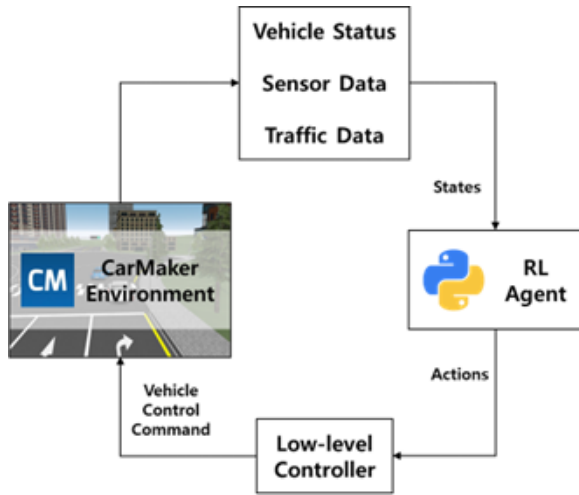 Vehicle Status
Sensor Data
Traffic Data
States
CM
CarMaker
Environment
RL
Agent
Actions
Vehicle
Control
Command
Low-level
Controller